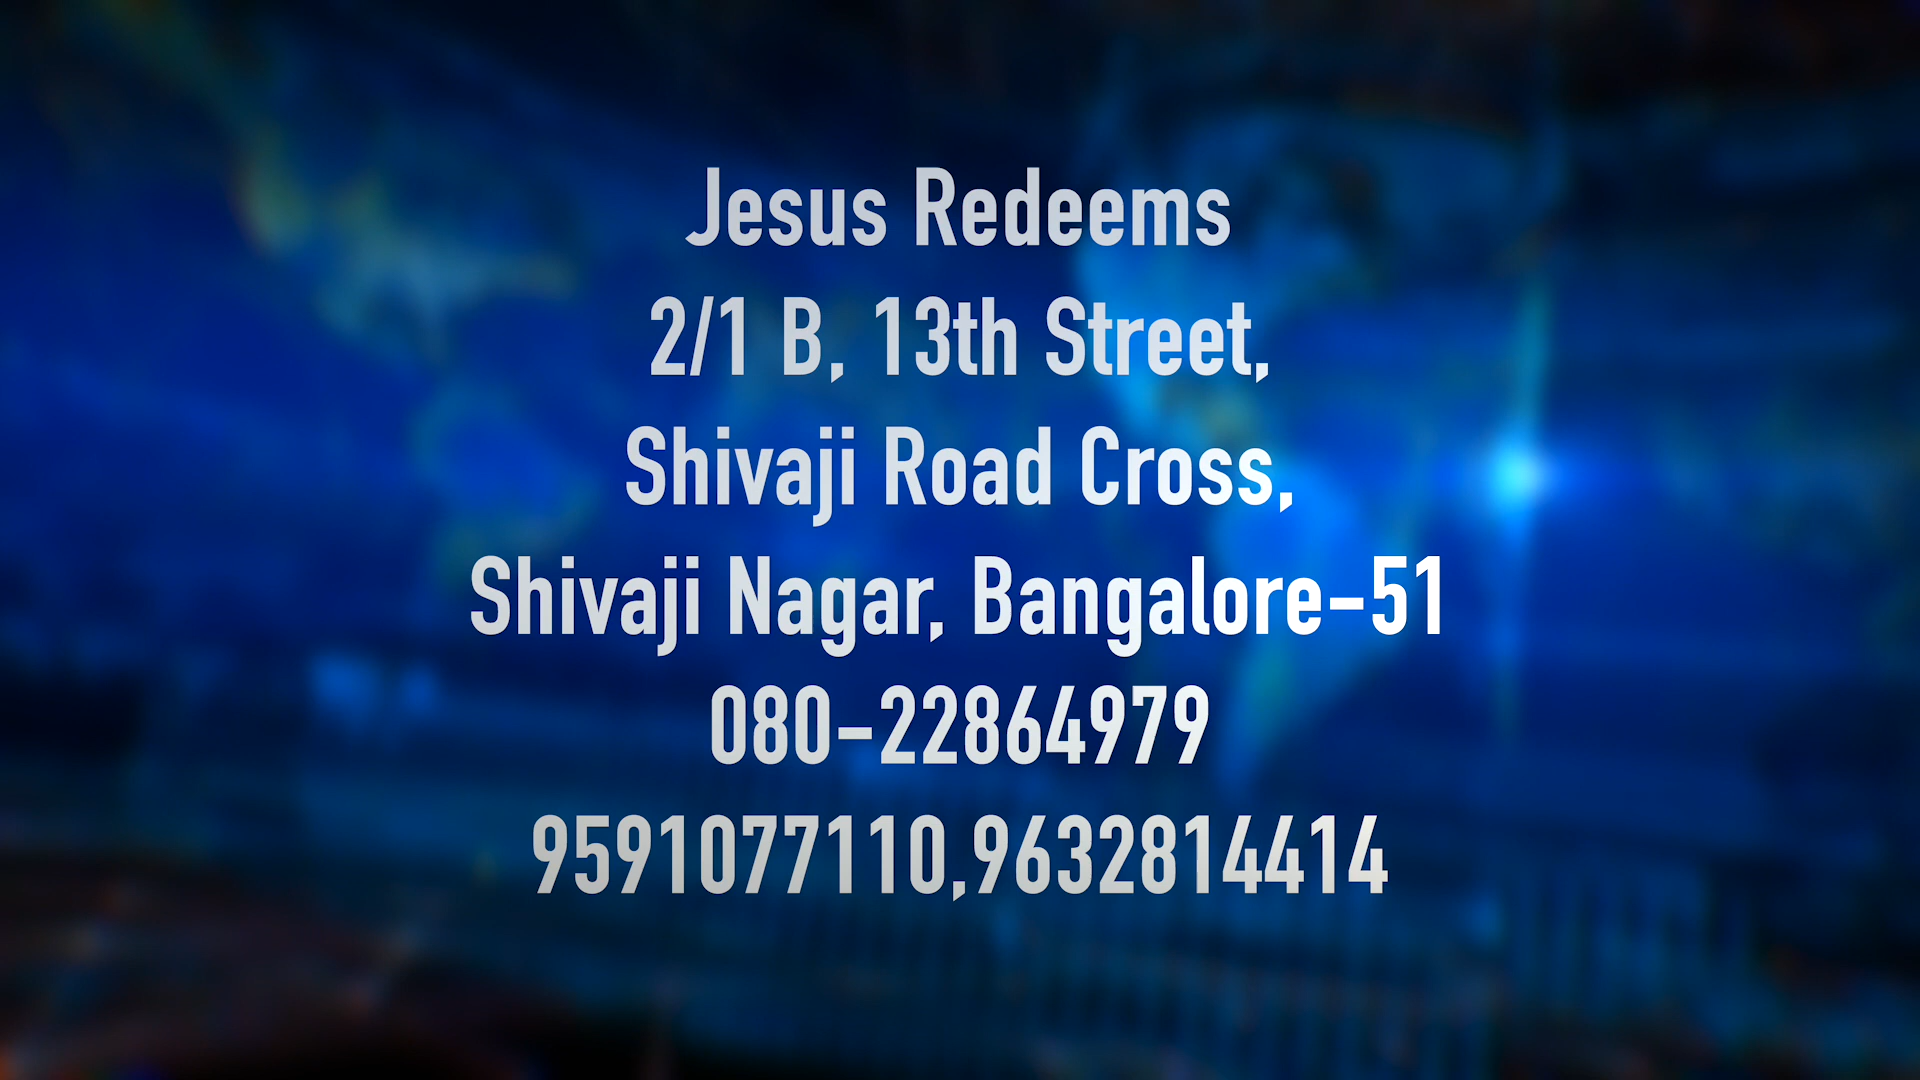 Jesus Redeems
2/1 B, 13th Street,
Shivaji Road Cross,
Shivaji Nagar, Bangalore-51
080-22864979
9591077110,9632814414